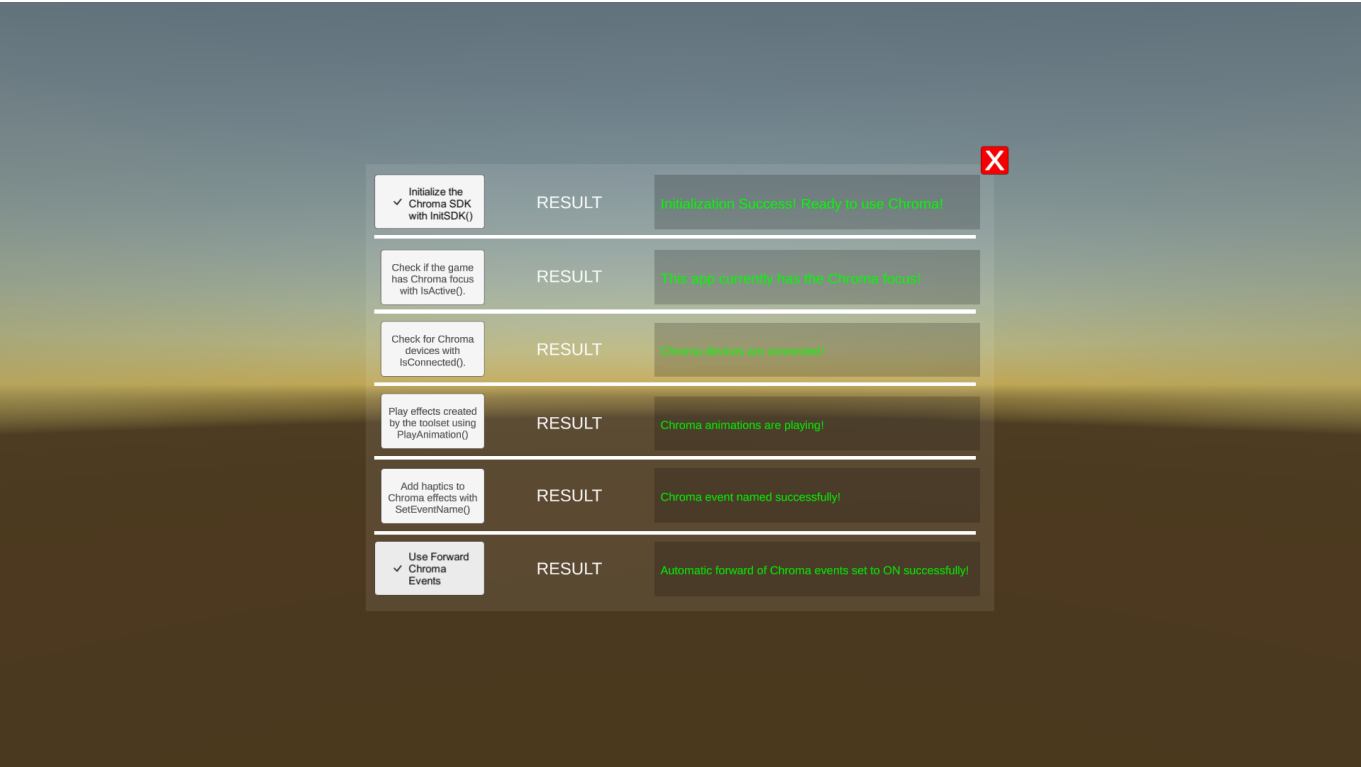 X
✓ Initialize the
Chroma SDK
with InitSDK()
RESULT
Initialization Success! Ready to use Chroma!
Check if the game
has Chroma focus
with IsActive().
RESULT
This app currently has the Chroma focus!
Check for Chroma
devices with
IsConnected().
RESULT
Chroma devices are connected!
Play effects created
by the toolset using
PlayAnimation()
RESULT
Chroma animations are playing!
Add haptics to
Chroma effects with
SetEventName()
RESULT
Chroma event named successfully!
✓ Use Forward
Chroma
Events
RESULT
Automatic forward of Chroma events set to ON successfully!